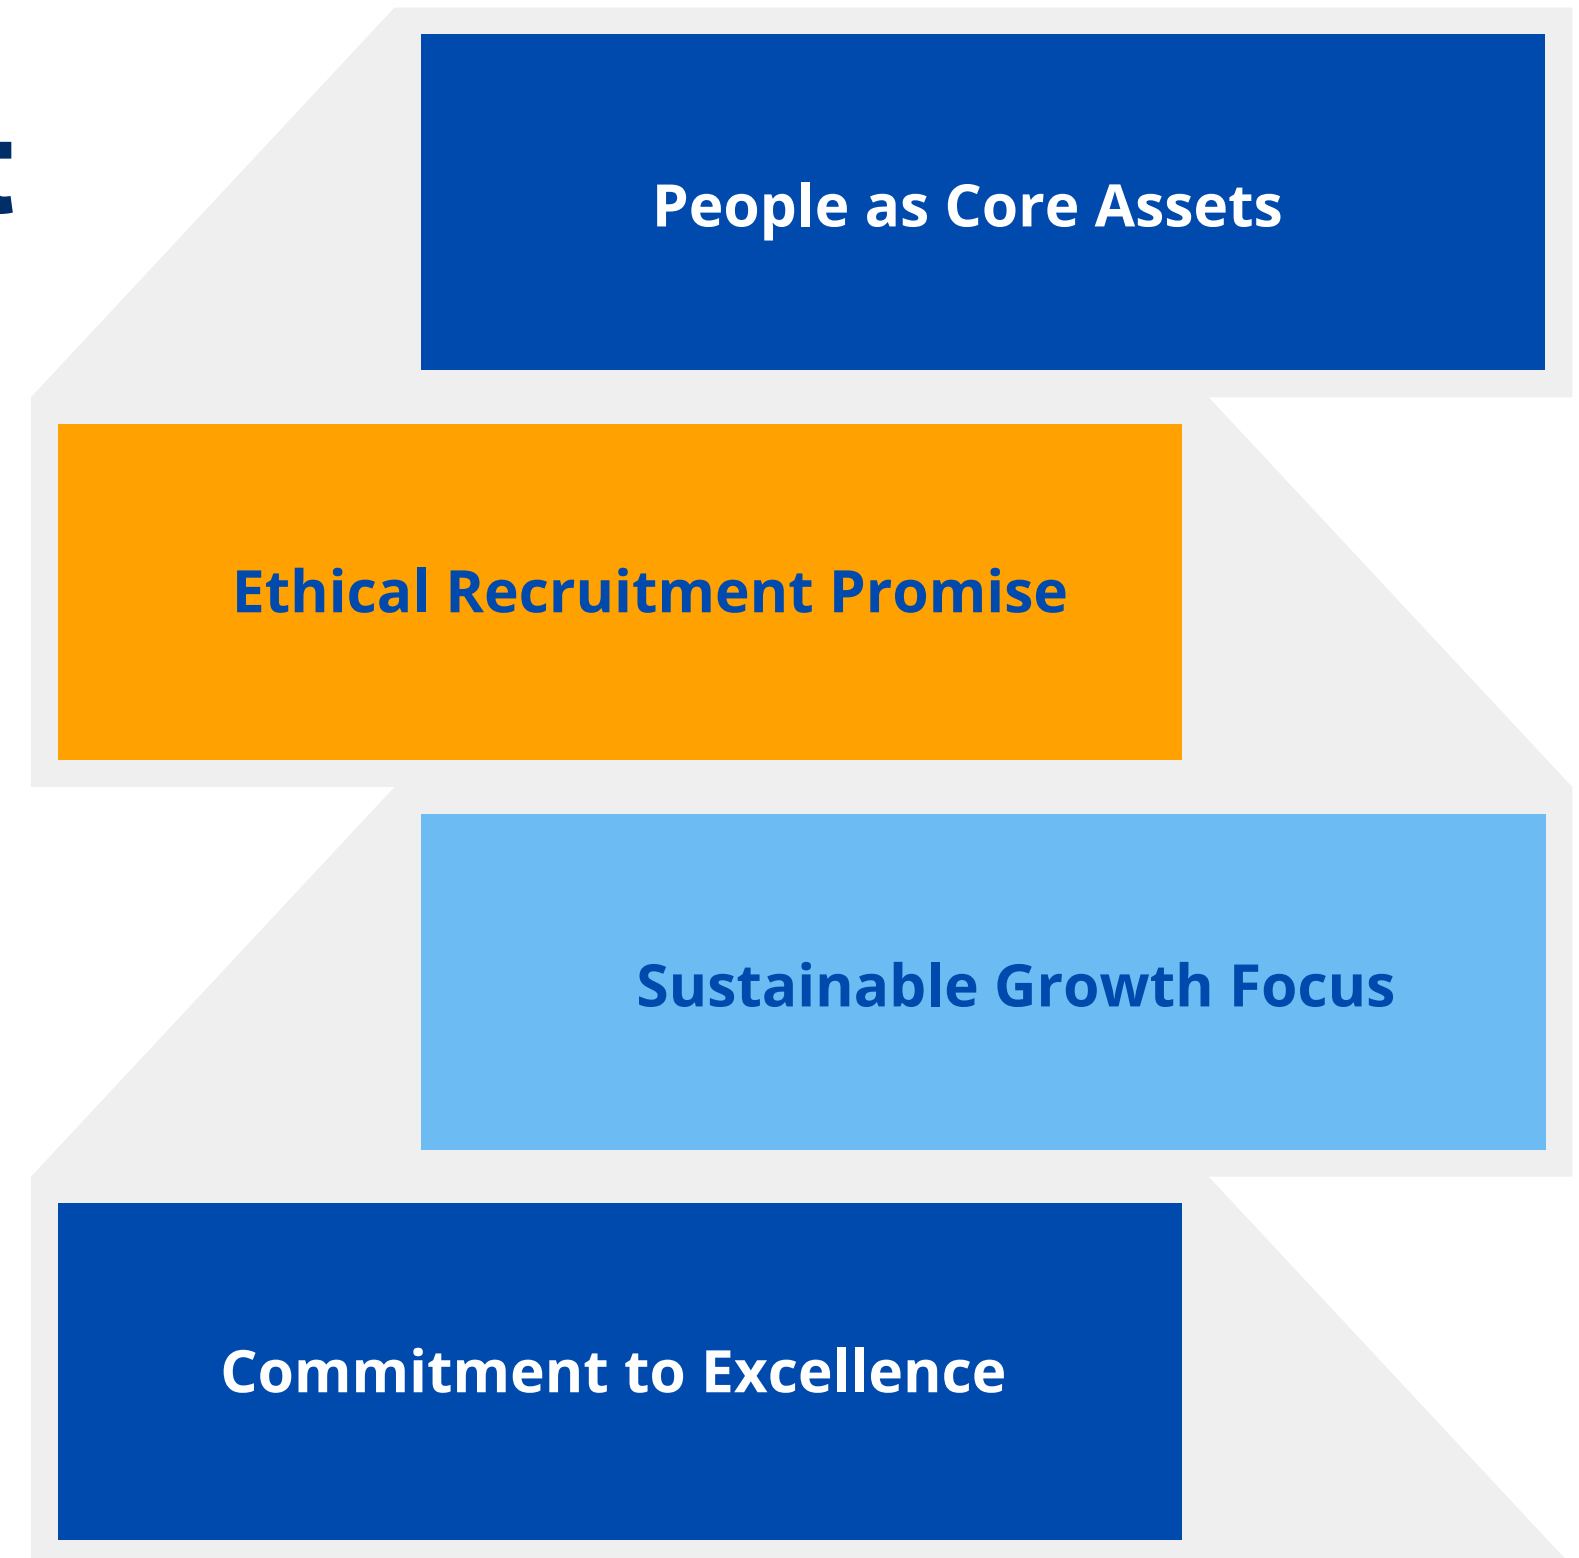 People as Core Assets
Ethical Recruitment Promise
Sustainable Growth Focus
Commitment to Excellence